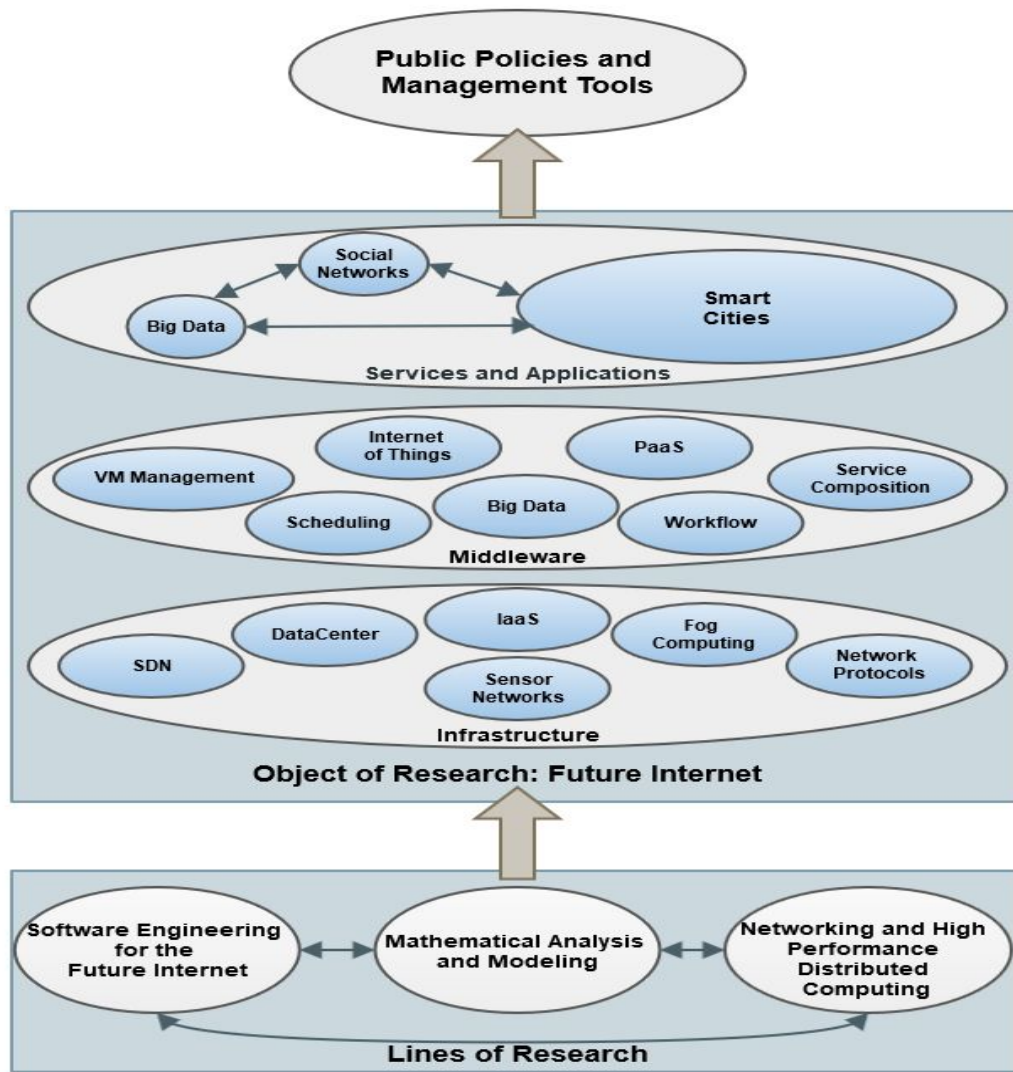 Public Policies and
Management Tools
Social
Networks
Smart
Cities
Big Data
Services and Applications
Internet
of Things
PaaS
VM Management
Service
Composition
Scheduling
Big Data
Workflow
Middleware
IaaS
DataCenter
Fog
Computing
SDN
Network
Protocols
Sensor
Networks
Infrastructure
Object of Research: Future Internet
Software Engineering
for the
Future Internet
Mathematical Analysis
and Modeling
Networking and High
Performance
Distributed
Computing
Lines of Research